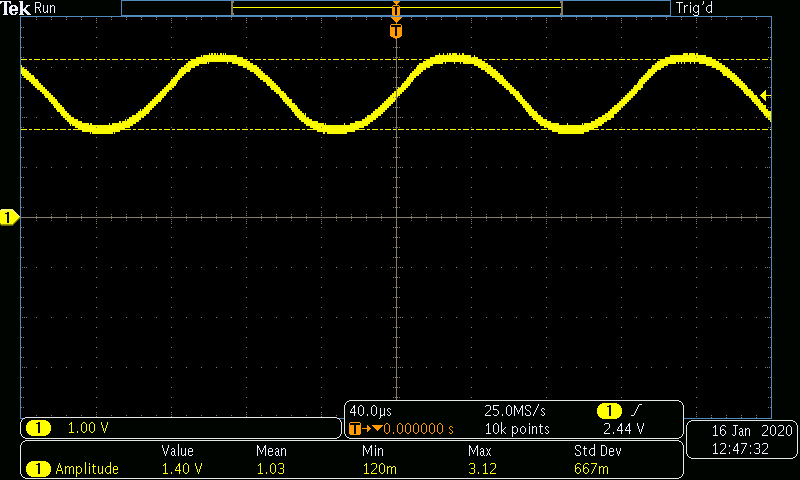 Tek Run Trig'd
T
T
1
40.0µs 25.0MS/s 1
1 1.00 V
T 0.000000 s 10k points 2.44 V
16 Jan 2020
12:47:32
Value Mean Min Max Std Dev
1 Amplitude 1.40 V 1.03 120m 3.12 667m